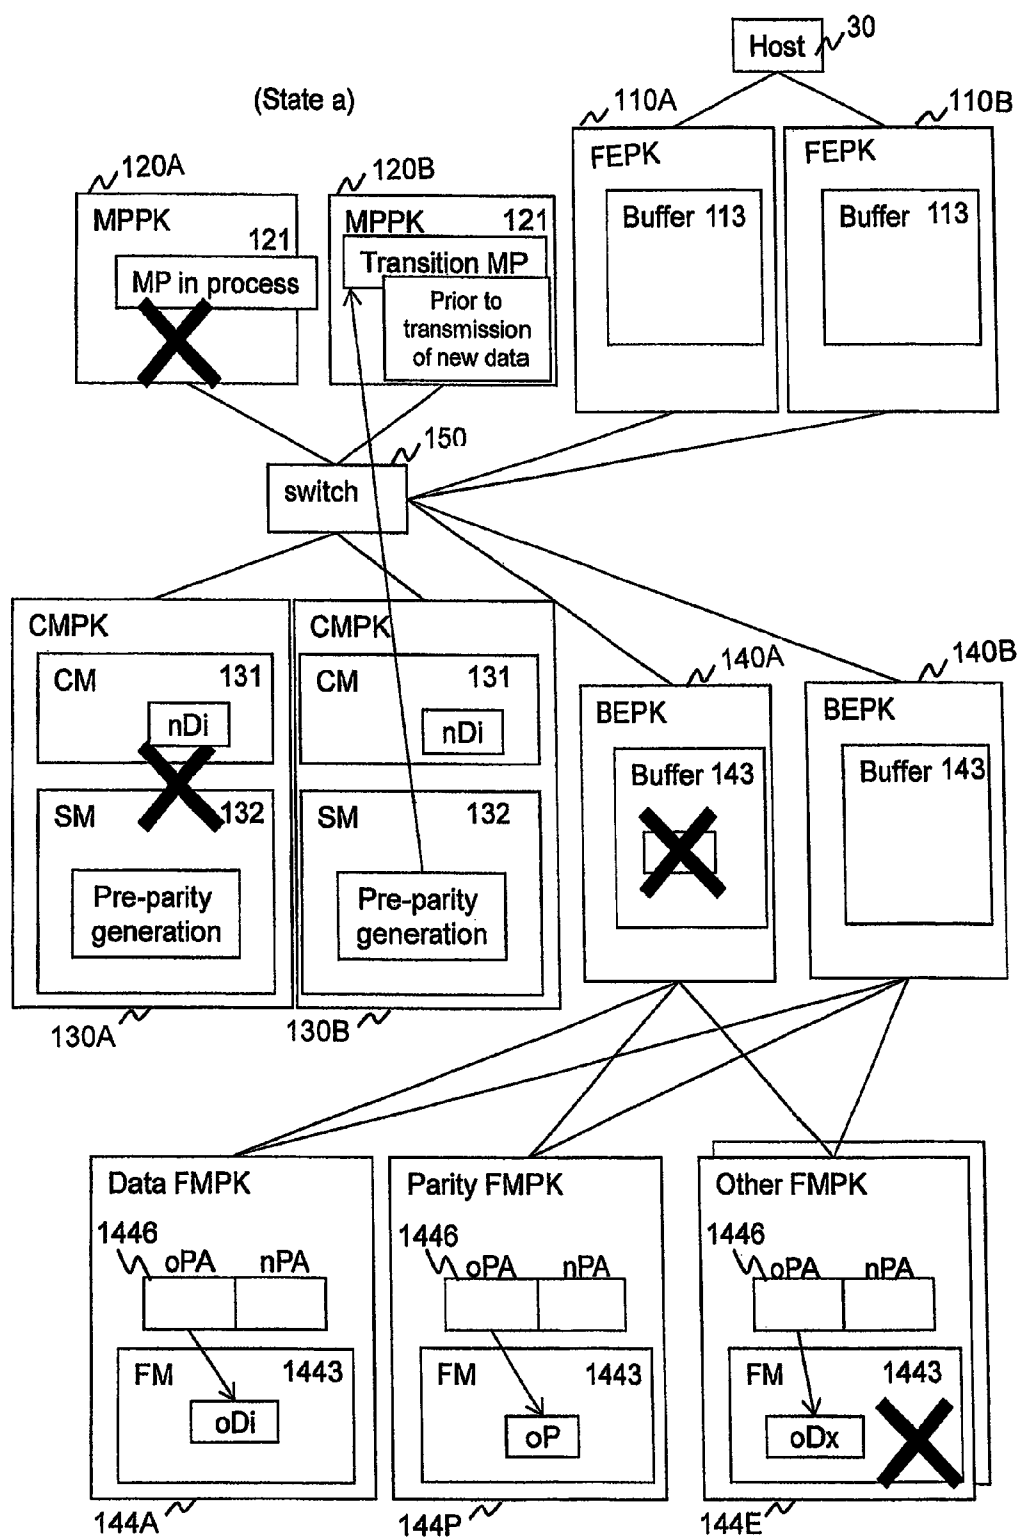 Host 30
(State a)
110A
110B
120A
120B
FEPK
FEPK
MPPK
MPPK 121
Buffer 113
Buffer 113
121
MP in process
Transition MP
Prior to
transmission
of new data
150
switch
CMPK
CMPK
CM 131
CM 131
140A
140B
nDi
nDi
BEPK
BEPK
Buffer 143
Buffer 143
SM 132
SM 132
Pre-parity
generation
Pre-parity
generation
130A
130B
Data FMPK
Parity FMPK
Other FMPK
1446
oPA nPA
1446
oPA nPA
1446
oPA nPA
FM 1443
FM 1443
FM 1443
oDi
oP
oDx
144A
144P
144E